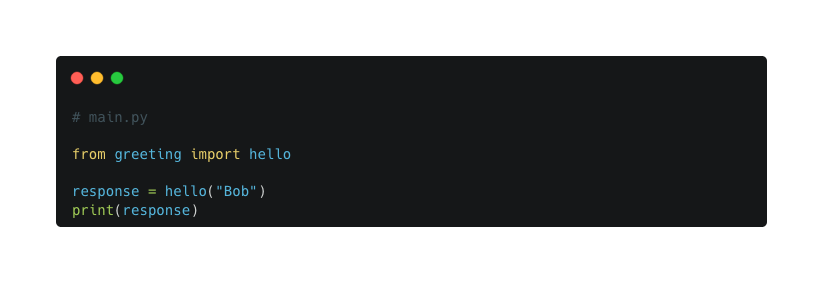 # main.py
from greeting import hello
response = hello("Bob")
print(response)